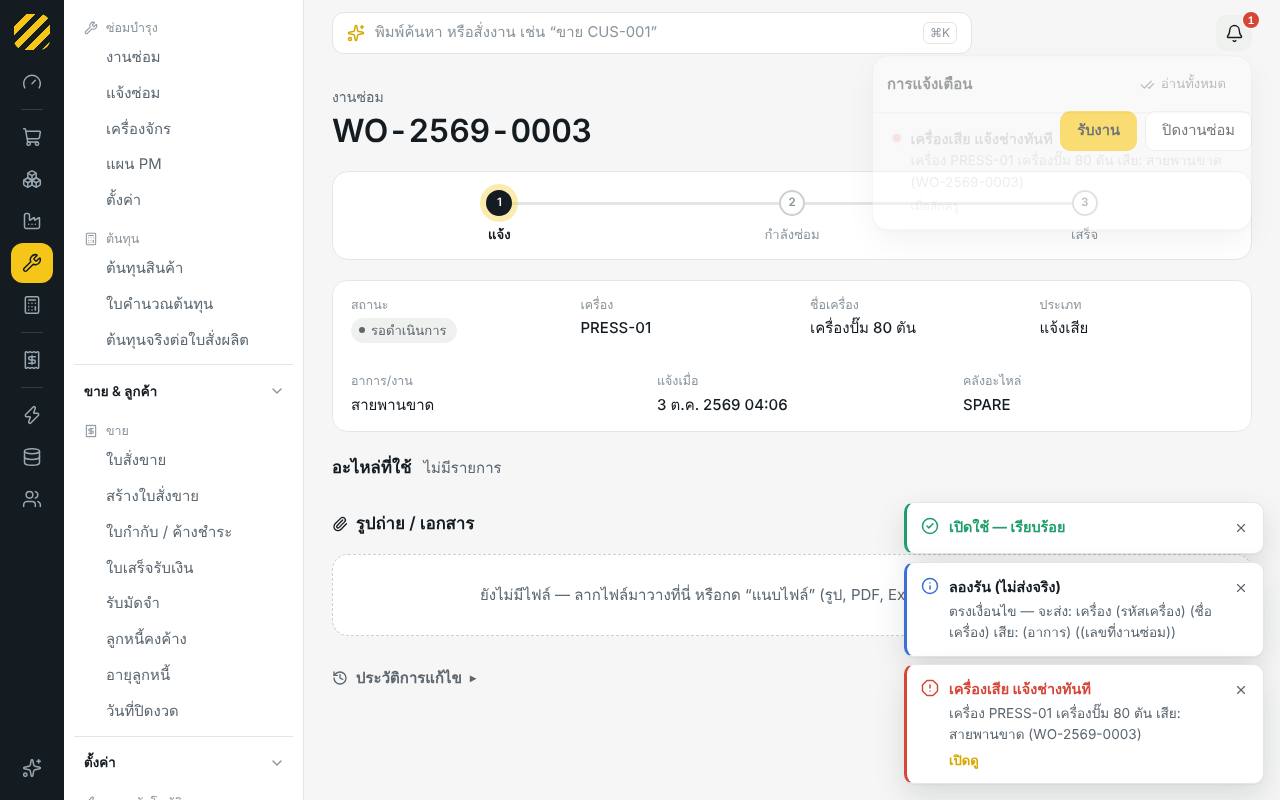 ซ่อมบำรุง
งานซ่อม
แจ้งซ่อม
เครื่องจักร
แผน PM
ตั้งค่า
ต้นทุน
ต้นทุนสินค้า
ใบคำนวณต้นทุน
ต้นทุนจริงต่อใบสั่งผลิต
ขาย & ลูกค้า
ขาย
ใบสั่งขาย
สร้างใบสั่งขาย
ใบกำกับ / ค้างชำระ
ใบเสร็จรับเงิน
รับมัดจำ
ลูกหนี้คงค้าง
อายุลูกหนี้
วันที่ปิดงวด
ตั้งค่า
พิมพ์ค้นหา หรือสั่งงาน เช่น “ขาย CUS-001”
⌘K
1
งานซ่อม
WO-2569-0003
การแจ้งเตือน
อ่านทั้งหมด
รับงาน
ปิดงานซ่อม
เครื่องเสีย แจ้งช่างทันที
เครื่อง PRESS-01 เครื่องปั๊ม 80 ตัน เสีย: สายพานขาด
(WO-2569-0003)
1
2
3
แจ้ง
กำลังซ่อม
เสร็จ
สถานะ
เครื่อง
ชื่อเครื่อง
ประเภท
รอดำเนินการ
PRESS-01
เครื่องปั๊ม 80 ตัน
แจ้งเสีย
อาการ/งาน
แจ้งเมื่อ
คลังอะไหล่
สายพานขาด
3 ต.ค. 2569 04:06
SPARE
อะไหล่ที่ใช้ ไม่มีรายการ
รูปถ่าย / เอกสาร
ยังไม่มีไฟล์ — ลากไฟล์มาวางที่นี่ หรือกด “แนบไฟล์” (รูป, PDF, Ex
ประวัติการแก้ไข ▸
เปิดใช้ — เรียบร้อย
ลองรัน (ไม่ส่งจริง)
ตรงเงื่อนไข — จะส่ง: เครื่อง (รหัสเครื่อง) (ชื่อ
เครื่อง) เสีย: (อาการ) ((เลขที่งานซ่อม))
เครื่องเสีย แจ้งช่างทันที
เครื่อง PRESS-01 เครื่องปั๊ม 80 ตัน เสีย:
สายพานขาด (WO-2569-0003)
เปิดดู